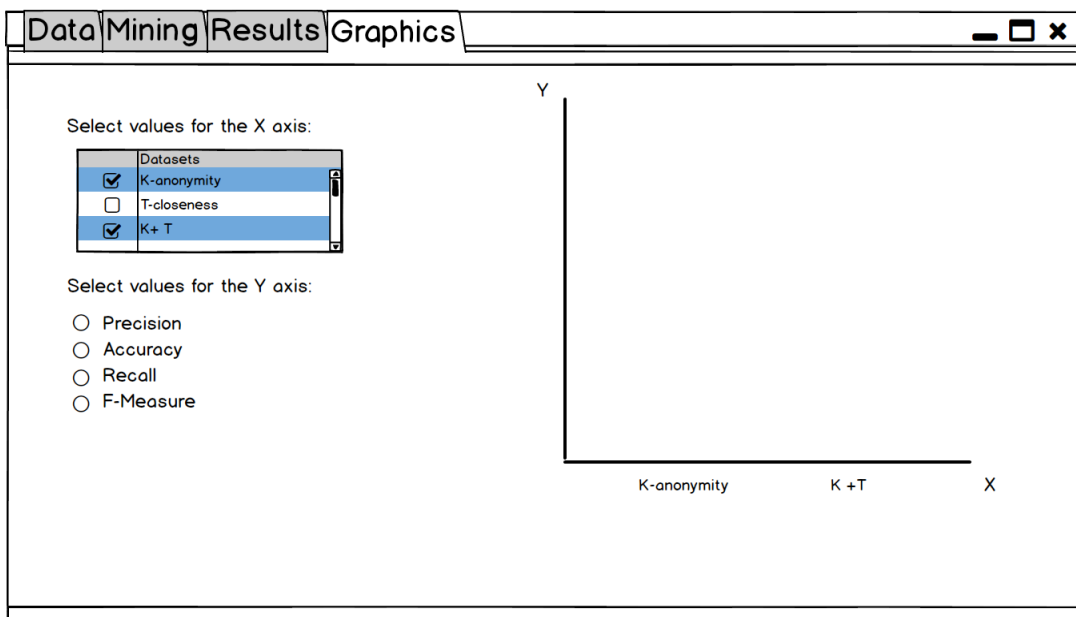 Data Mining Results Graphics
Y
Select values for the X axis:
Datasets
K-anonymity
T-closeness
K+ T
Select values for the Y axis:
Precision
Accuracy
Recall
F-Measure
K-anonymity K +T X